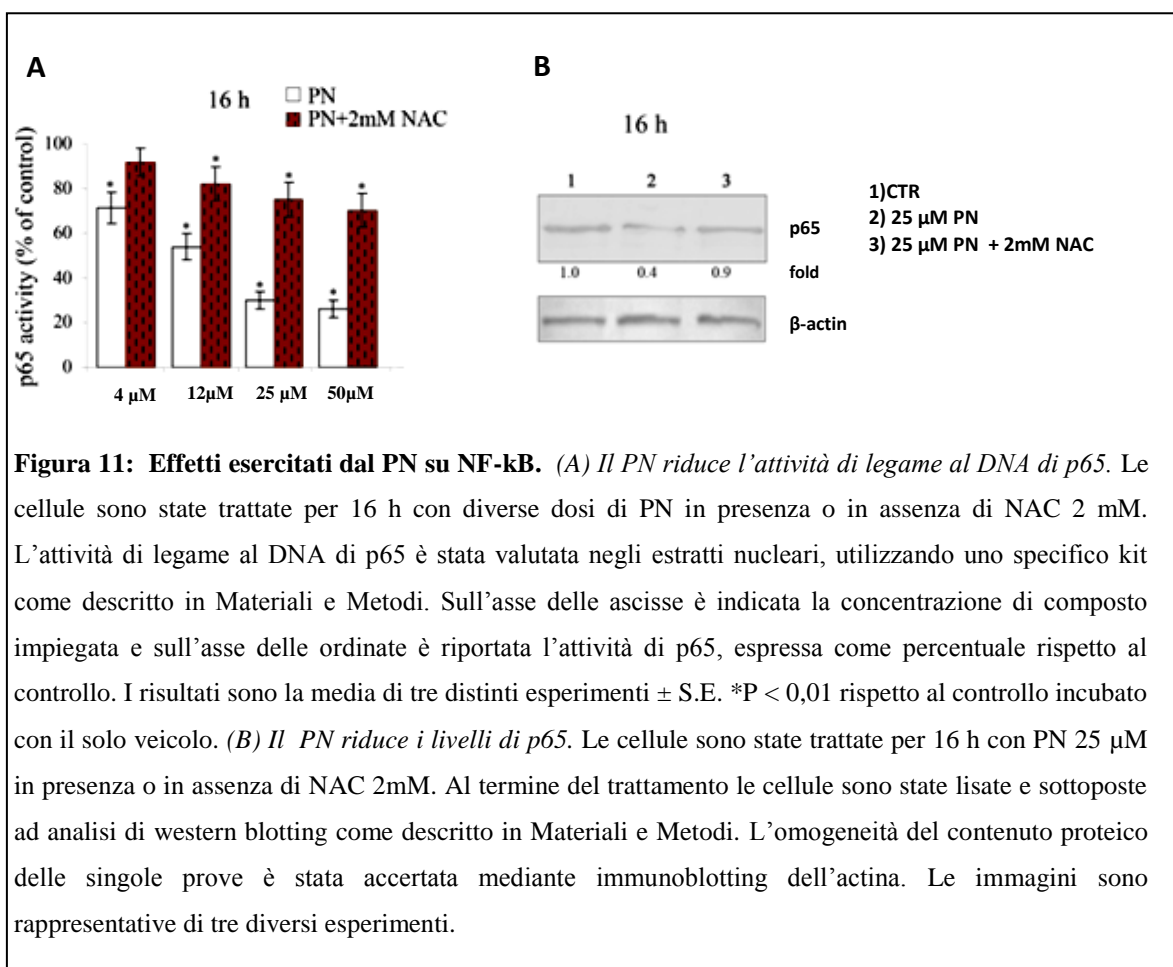 A
B
16 h
PN
PN+2mM NAC
p65 activity (% of control)
100
80
60
40
20
0
* * * * * * *
4 µM 12µM 25 µM 50µM
16 h
1 2 3
p65
1.0 0.4 0.9 fold
β-actin
1)CTR
2) 25 µM PN
3) 25 µM PN + 2mM NAC
Figura 11: Effetti esercitati dal PN su NF-kB. (A) Il PN riduce l’attività di legame al DNA di p65. Le
cellule sono state trattate per 16 h con diverse dosi di PN in presenza o in assenza di NAC 2 mM.
L’attività di legame al DNA di p65 è stata valutata negli estratti nucleari, utilizzando uno specifico kit
come descritto in Materiali e Metodi. Sull’asse delle ascisse è indicata la concentrazione di composto
impiegata e sull’asse delle ordinate è riportata l’attività di p65, espressa come percentuale rispetto al
controllo. I risultati sono la media di tre distinti esperimenti ± S.E. *P < 0,01 rispetto al controllo incubato
con il solo veicolo. (B) Il PN riduce i livelli di p65. Le cellule sono state trattate per 16 h con PN 25 µM
in presenza o in assenza di NAC 2mM. Al termine del trattamento le cellule sono state lisate e sottoposte
ad analisi di western blotting come descritto in Materiali e Metodi. L’omogeneità del contenuto proteico
delle singole prove è stata accertata mediante immunoblotting dell’actina. Le immagini sono
rappresentative di tre diversi esperimenti.